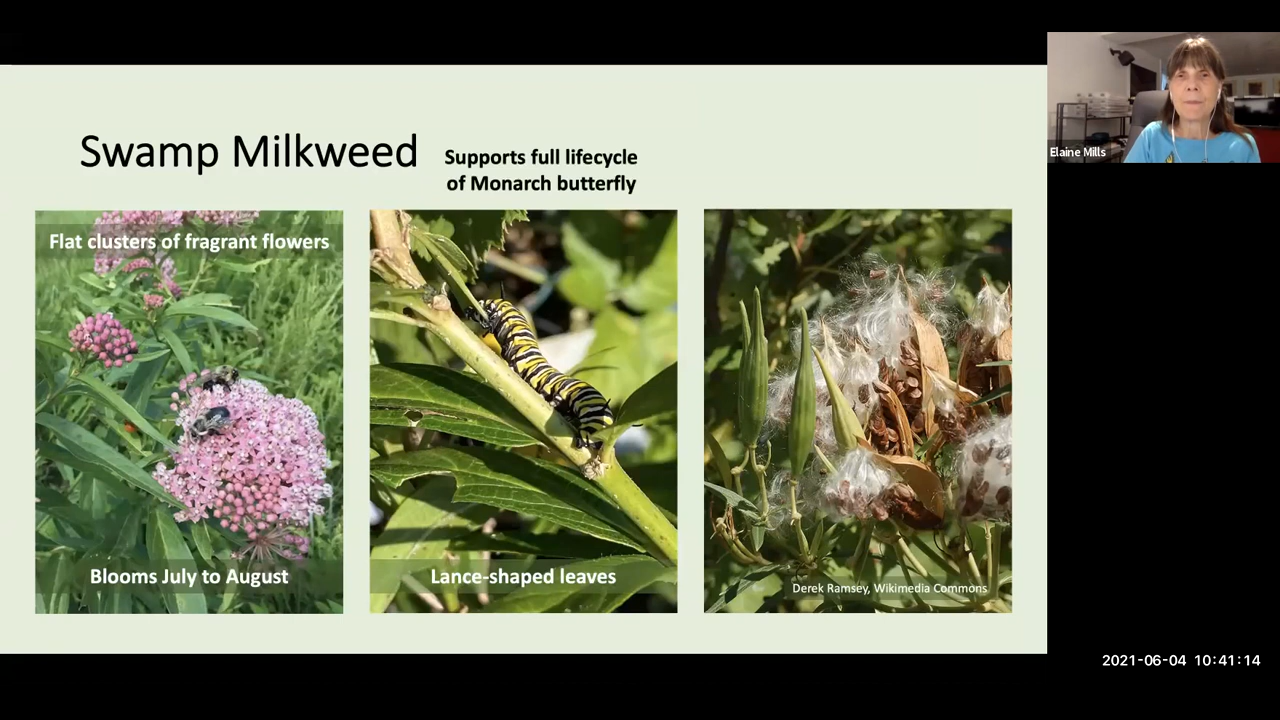 Swamp Milkweed
Supports full lifecycle
of Monarch butterfly
Flat clusters of fragrant flowers
Blooms July to August
Lance-shaped leaves
Derek Ramsey, Wikimedia Commons
Elaine Mills
2021-06-04 10:41:14